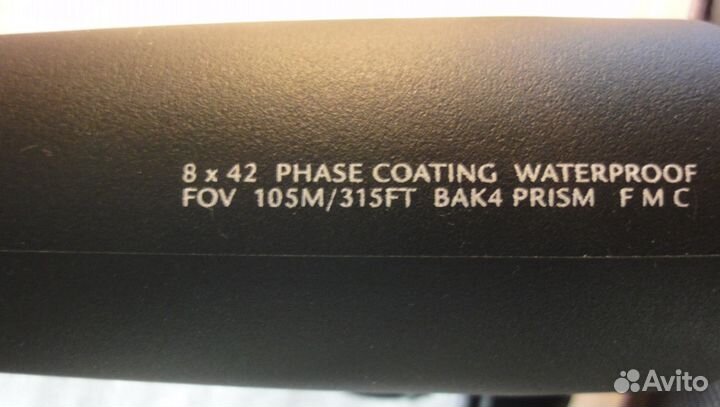 8 x 42 PHASE COATING WATERPROOF
FOV 105M/315FT BAK4 PRISM F M C
Avito